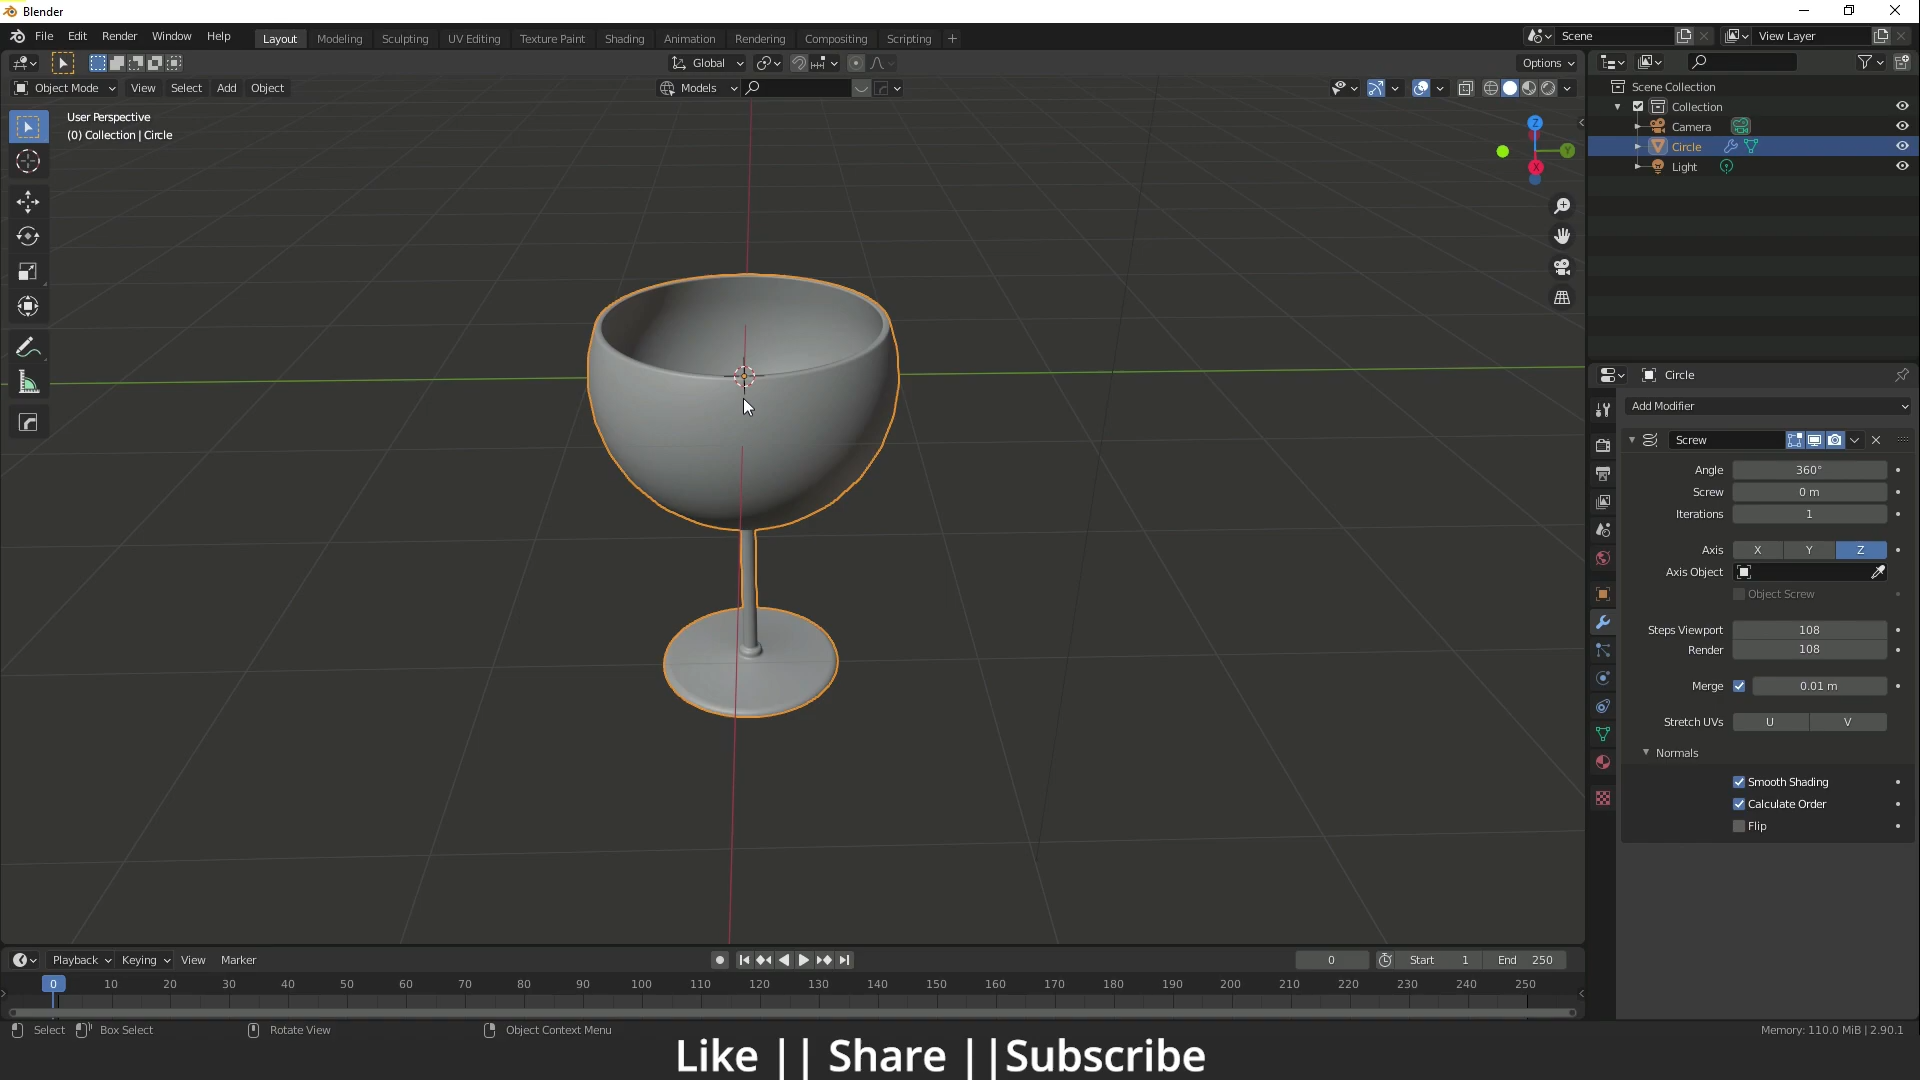 Blender
File Edit Render Window Help
Layout Modeling Sculpting UV Editing Texture Paint Shading Animation Rendering Compositing Scripting +
Scene
View Layer
Global
Options
Object Mode View Select Add Object
Models
User Perspective
(0) Collection | Circle
Z
Y
X
Scene Collection
Collection
Camera
Circle
Light
Circle
Add Modifier
Screw
Angle 360°
Screw 0 m
Iterations 1
Axis X Y Z
Axis Object
Object Screw
Steps Viewport 108
Render 108
Merge 0.01 m
Stretch UVs U V
Normals
Smooth Shading
Calculate Order
Flip
Playback Keying View Marker
0 Start 1 End 250
0 10 20 30 40 50 60 70 80 90 100 110 120 130 140 150 160 170 180 190 200 210 220 230 240 250
Select Box Select Rotate View Object Context Menu
Memory: 110.0 MiB | 2.90.1
Like || Share ||Subscribe